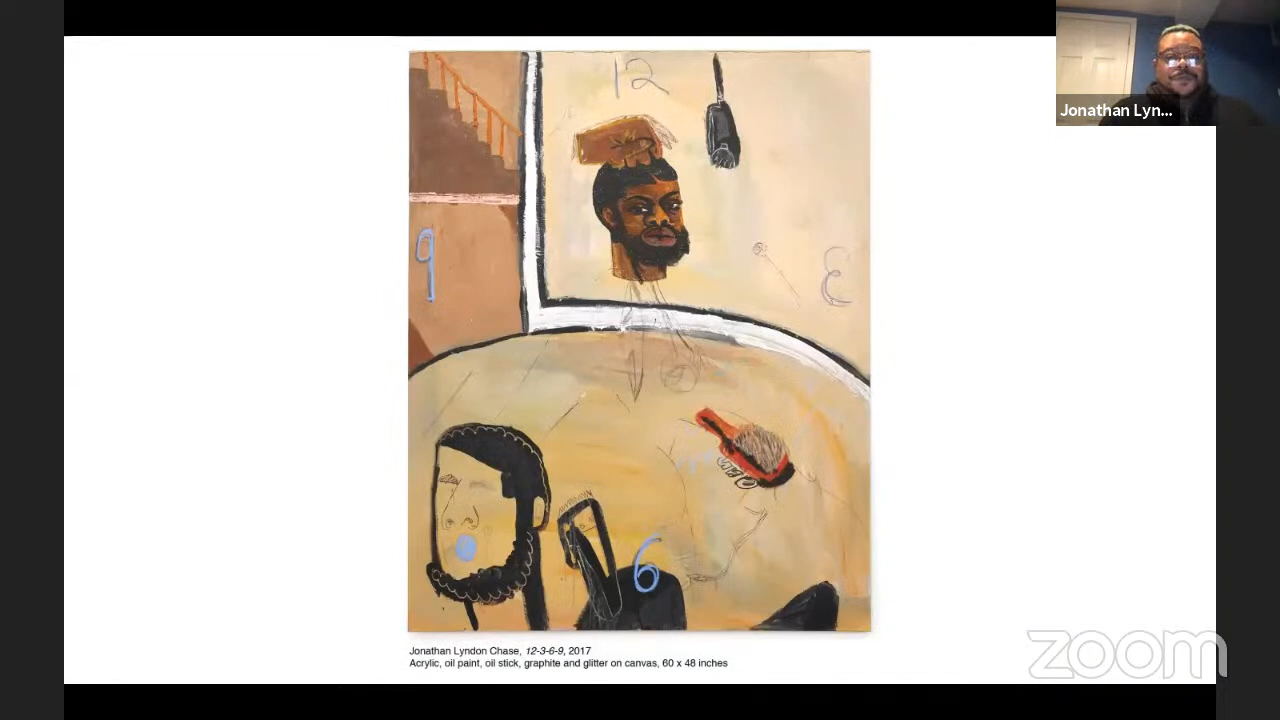 Jonathan Lyn...
12
9
3
6
Jonathan Lyndon Chase, 12-3-6-9, 2017
Acrylic, oil paint, oil stick, graphite and glitter on canvas, 60 x 48 inches
zoom